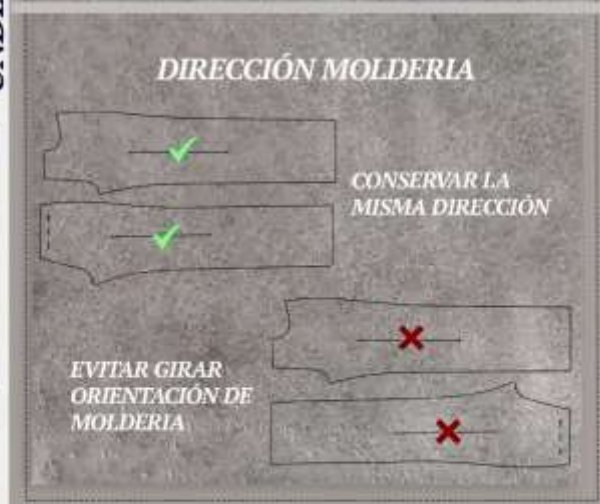 DIRECCIÓN MOLDERIA
CONSERVAR LA
MISMA DIRECCIÓN
EVITAR GIRAR
ORIENTACIÓN DE
MOLDERIA